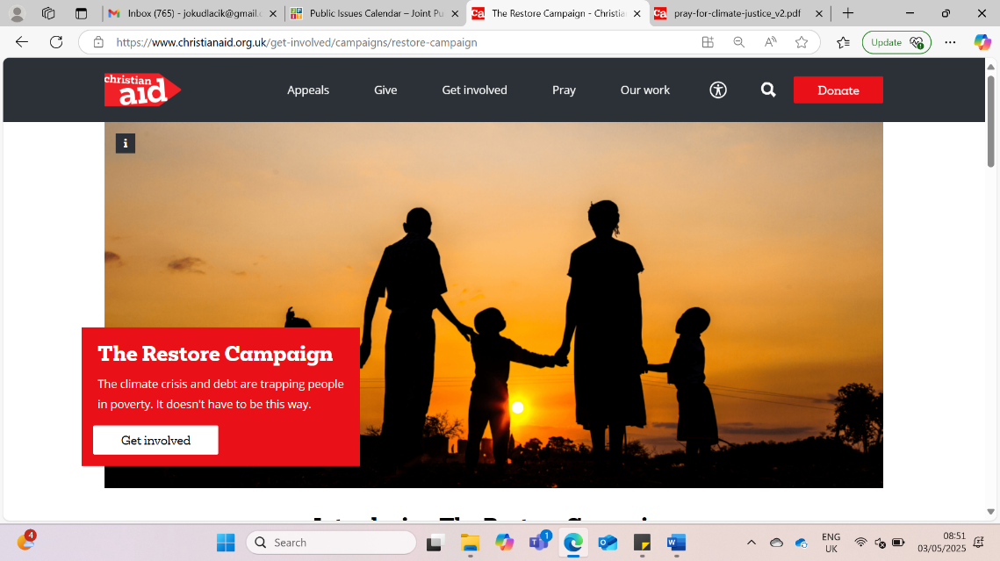 Inbox (765) - jokudlacik@gmail.c
Public Issues Calendar – Joint Pu
The Restore Campaign - Christia
pray-for-climate-justice_v2.pdf
https://www.christianaid.org.uk/get-involved/campaigns/restore-campaign
Update
christian
aid
Appeals
Give
Get involved
Pray
Our work
Donate
i
The Restore Campaign
The climate crisis and debt are trapping people
in poverty. It doesn't have to be this way.
Get involved
4
Search
1
ENG
UK
08:51
03/05/2025